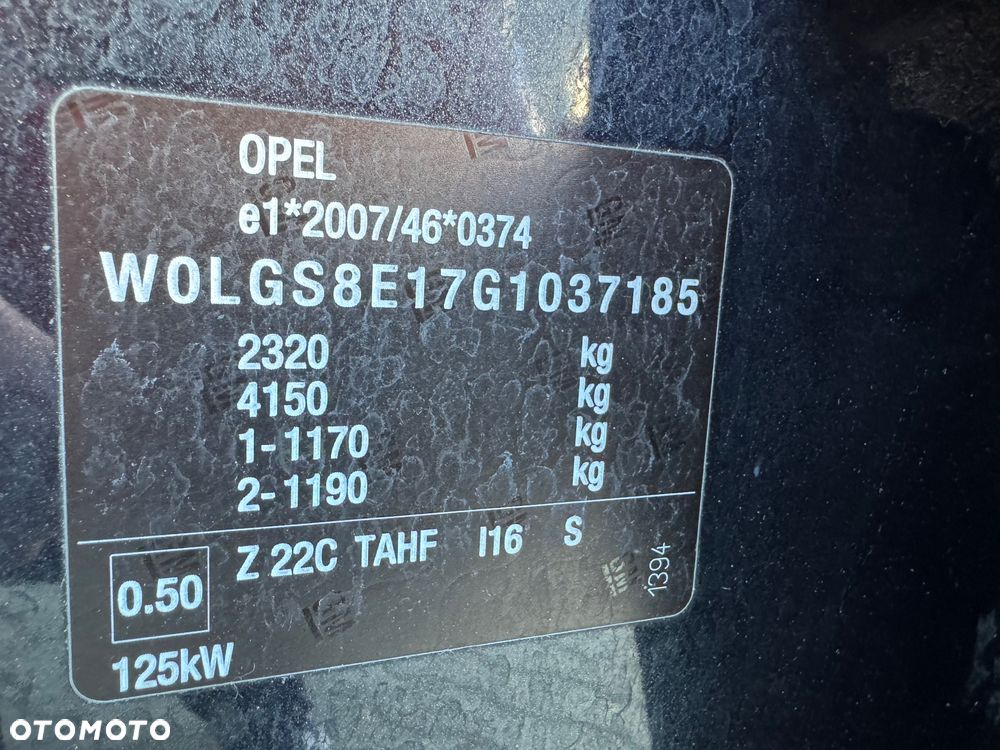 OPEL
e1*2007/46*0374
W0LGS8E17G1037185
2320 kg
4150 kg
1-1170 kg
2-1190 kg
0.50 Z 22C TAHF I16 S
1394
125kW
OTOMOTO